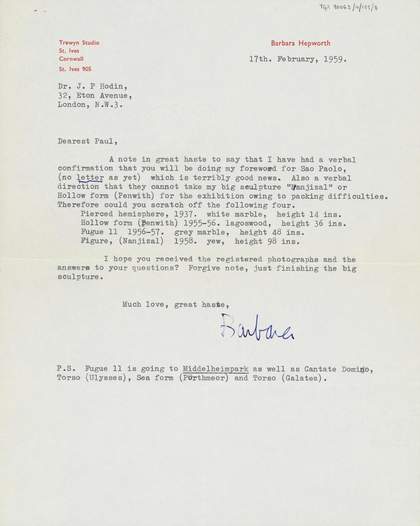 TGA 20063/4/155/8
Trewyn Studio
St. Ives
Cornwall
St. Ives 905
Barbara Hepworth
17th. February, 1959.
Dr. J. P Hodin,
32, Eton Avenue,
London, N.W.3.
Dearest Paul,
A note in great haste to say that I have had a verbal
confirmation that you will be doing my foreword for Sao Paolo,
(no letter as yet) which is terribly good news. Also a verbal
direction that they cannot take my big sculpture "Nanjizal" or
Hollow form (Penwith) for the exhibition owing to packing difficulties.
Therefore could you scratch off the following four.
Pierced hemisphere, 1937. white marble, height 14 ins.
Hollow form (Penwith) 1955-56. lagoswood, height 36 ins.
Fugue 11 1956-57. grey marble, height 48 ins.
Figure, (Nanjizal) 1958. yew, height 98 ins.
I hope you received the registered photographs and the
answers to your questions? Forgive note, just finishing the big
sculpture.
Much love, great haste,
Barbara
P.S. Fugue 11 is going to Middelheimpark as well as Cantate Domino,
Torso (Ulysses), Sea form (Porthmeor) and Torso (Galatea).